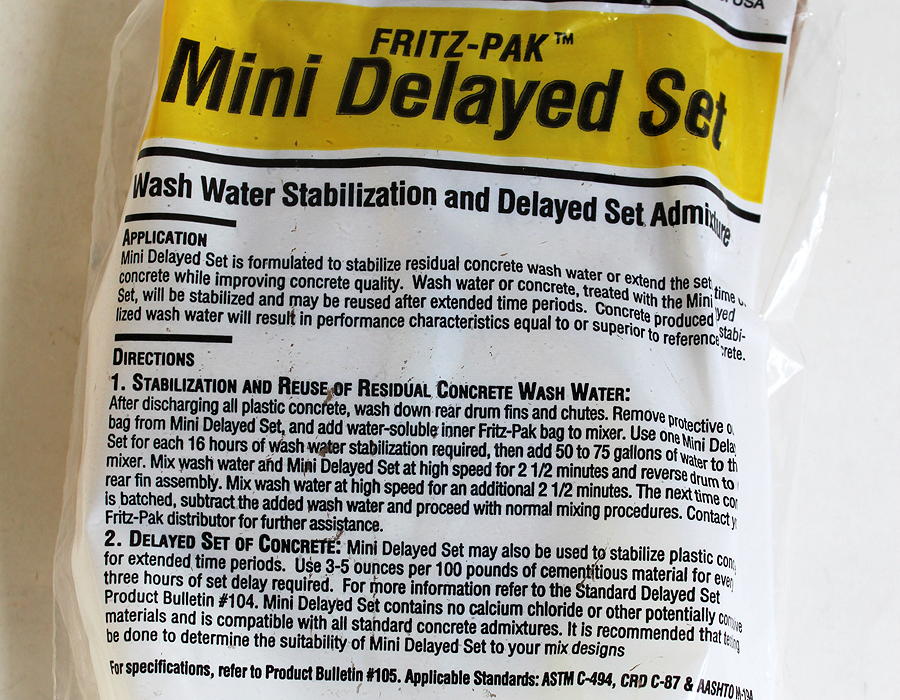 USA
FRITZ-PAK™
Mini Delayed Set
Wash Water Stabilization and Delayed Set Admixture
APPLICATION
Mini Delayed Set is formulated to stabilize residual concrete wash water or extend the set time
concrete while improving concrete quality. Wash water or concrete, treated with the Mini yed
Set, will be stabilized and may be reused after extended time periods. Concrete produced stabi-
lized wash water will result in performance characteristics equal to or superior to reference crete.
DIRECTIONS
1. STABILIZATION AND REUSE OF RESIDUAL CONCRETE WASH WATER:
After discharging all plastic concrete, wash down rear drum fins and chutes. Remove protective
bag from Mini Delayed Set, and add water-soluble inner Fritz-Pak bag to mixer. Use one Mini Dela
Set for each 16 hours of wash water stabilization required, then add 50 to 75 gallons of water to th
mixer. Mix wash water and Mini Delayed Set at high speed for 2 1/2 minutes and reverse drum to
rear fin assembly. Mix wash water at high speed for an additional 2 1/2 minutes. The next time con
is batched, subtract the added wash water and proceed with normal mixing procedures. Contact y
Fritz-Pak distributor for further assistance.
2. DELAYED SET OF CONCRETE: Mini Delayed Set may also be used to stabilize plastic conc
for extended time periods. Use 3-5 ounces per 100 pounds of cementitious material for every
three hours of set delay required. For more information refer to the Standard Delayed Set
Product Bulletin #104. Mini Delayed Set contains no calcium chloride or other potentially
materials and is compatible with all standard concrete admixtures. It is recommended that testing
be done to determine the suitability of Mini Delayed Set to your mix designs
For specifications, refer to Product Bulletin #105. Applicable Standards: ASTM C-494, CRD C-87 & AASHTO M-194